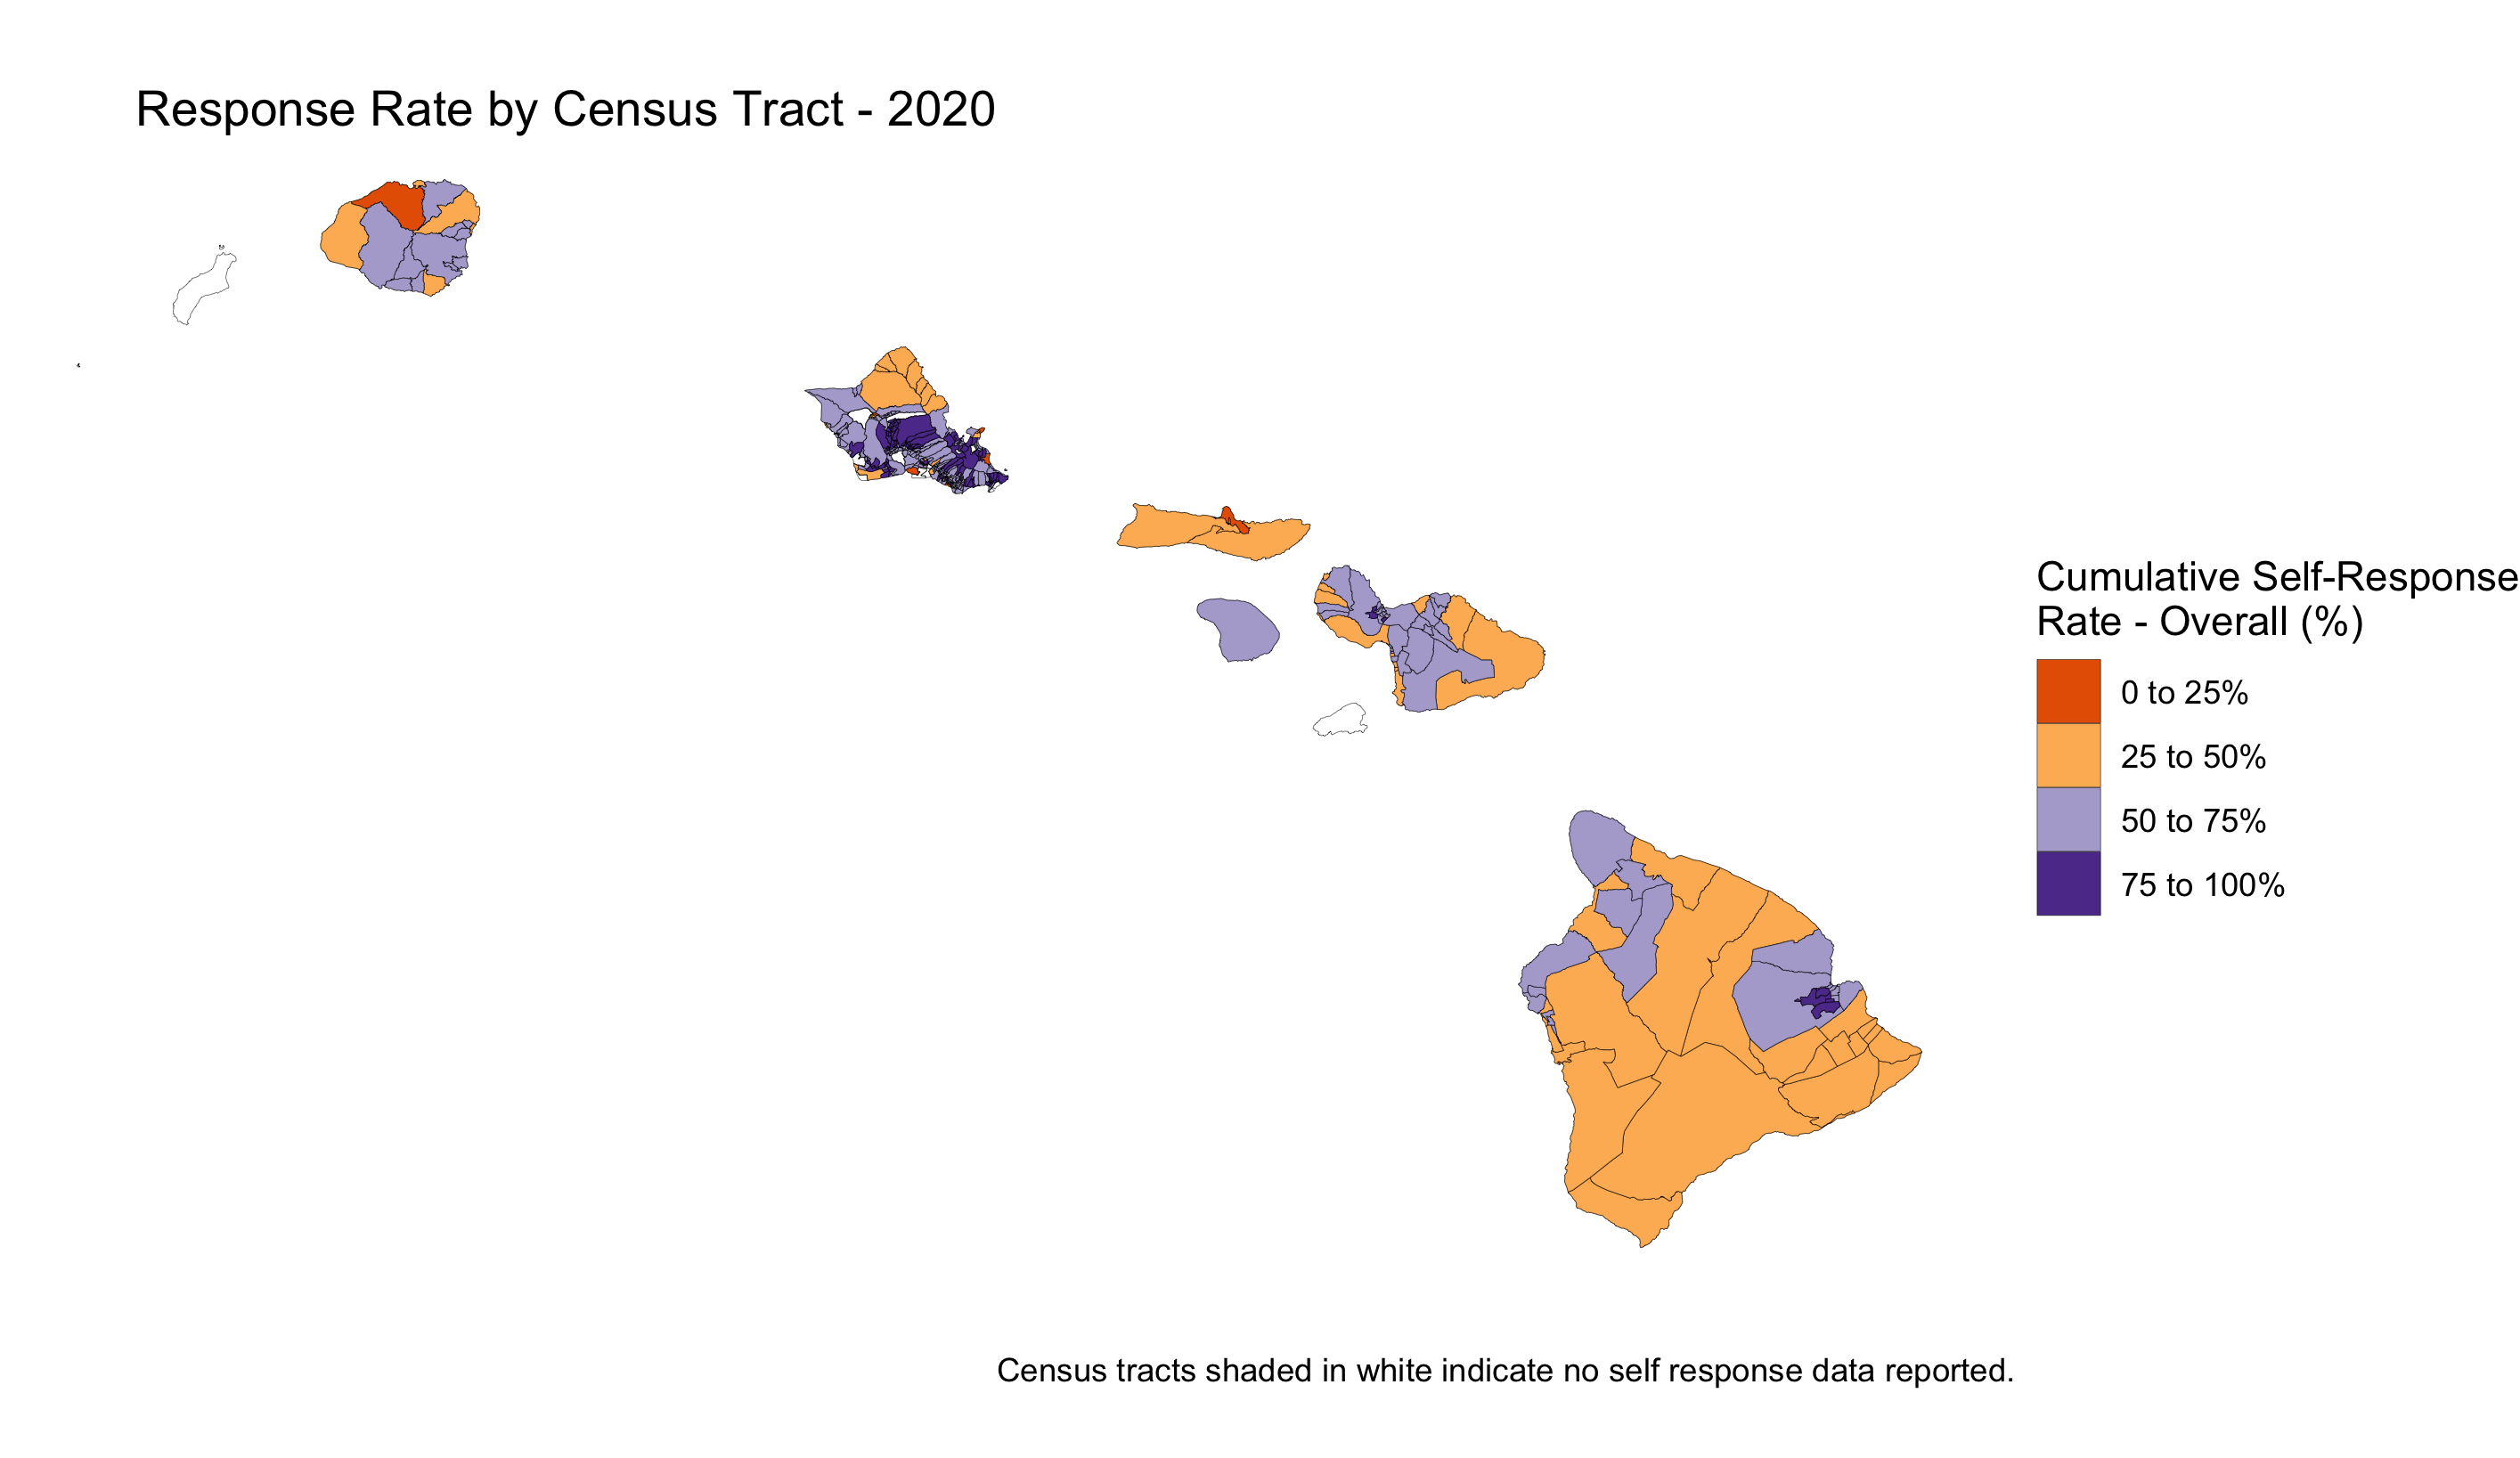 Response Rate by Census Tract - 2020
Cumulative Self-Response
Rate - Overall (%)
0 to 25%
25 to 50%
50 to 75%
75 to 100%
Census tracts shaded in white indicate no self response data reported.